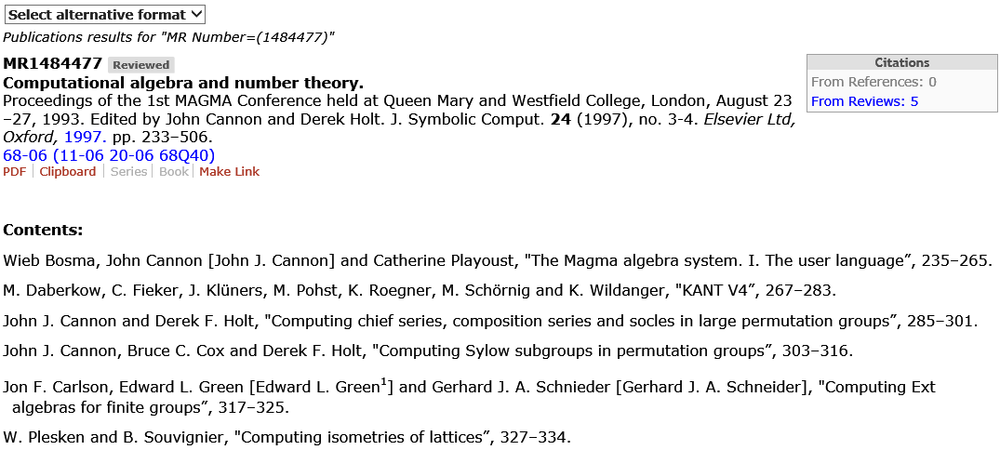 Select alternative format
Publications results for "MR Number=(1484477)"
MR1484477 Reviewed
Computational algebra and number theory.
Proceedings of the 1st MAGMA Conference held at Queen Mary and Westfield College, London, August 23
–27, 1993. Edited by John Cannon and Derek Holt. J. Symbolic Comput. 24 (1997), no. 3-4. Elsevier Ltd,
Oxford, 1997. pp. 233–506.
68-06 (11-06 20-06 68Q40)
PDF Clipboard Series Book Make Link
Citations
From References: 0
From Reviews: 5
Contents:
Wieb Bosma, John Cannon [John J. Cannon] and Catherine Playoust, "The Magma algebra system. I. The user language”, 235–265.
M. Daberkow, C. Fieker, J. Klüners, M. Pohst, K. Roegner, M. Schörnig and K. Wildanger, "KANT V4”, 267–283.
John J. Cannon and Derek F. Holt, "Computing chief series, composition series and socles in large permutation groups”, 285–301.
John J. Cannon, Bruce C. Cox and Derek F. Holt, "Computing Sylow subgroups in permutation groups”, 303–316.
Jon F. Carlson, Edward L. Green [Edward L. Green¹] and Gerhard J. A. Schnieder [Gerhard J. A. Schneider], "Computing Ext
algebras for finite groups”, 317–325.
W. Plesken and B. Souvignier, "Computing isometries of lattices”, 327–334.